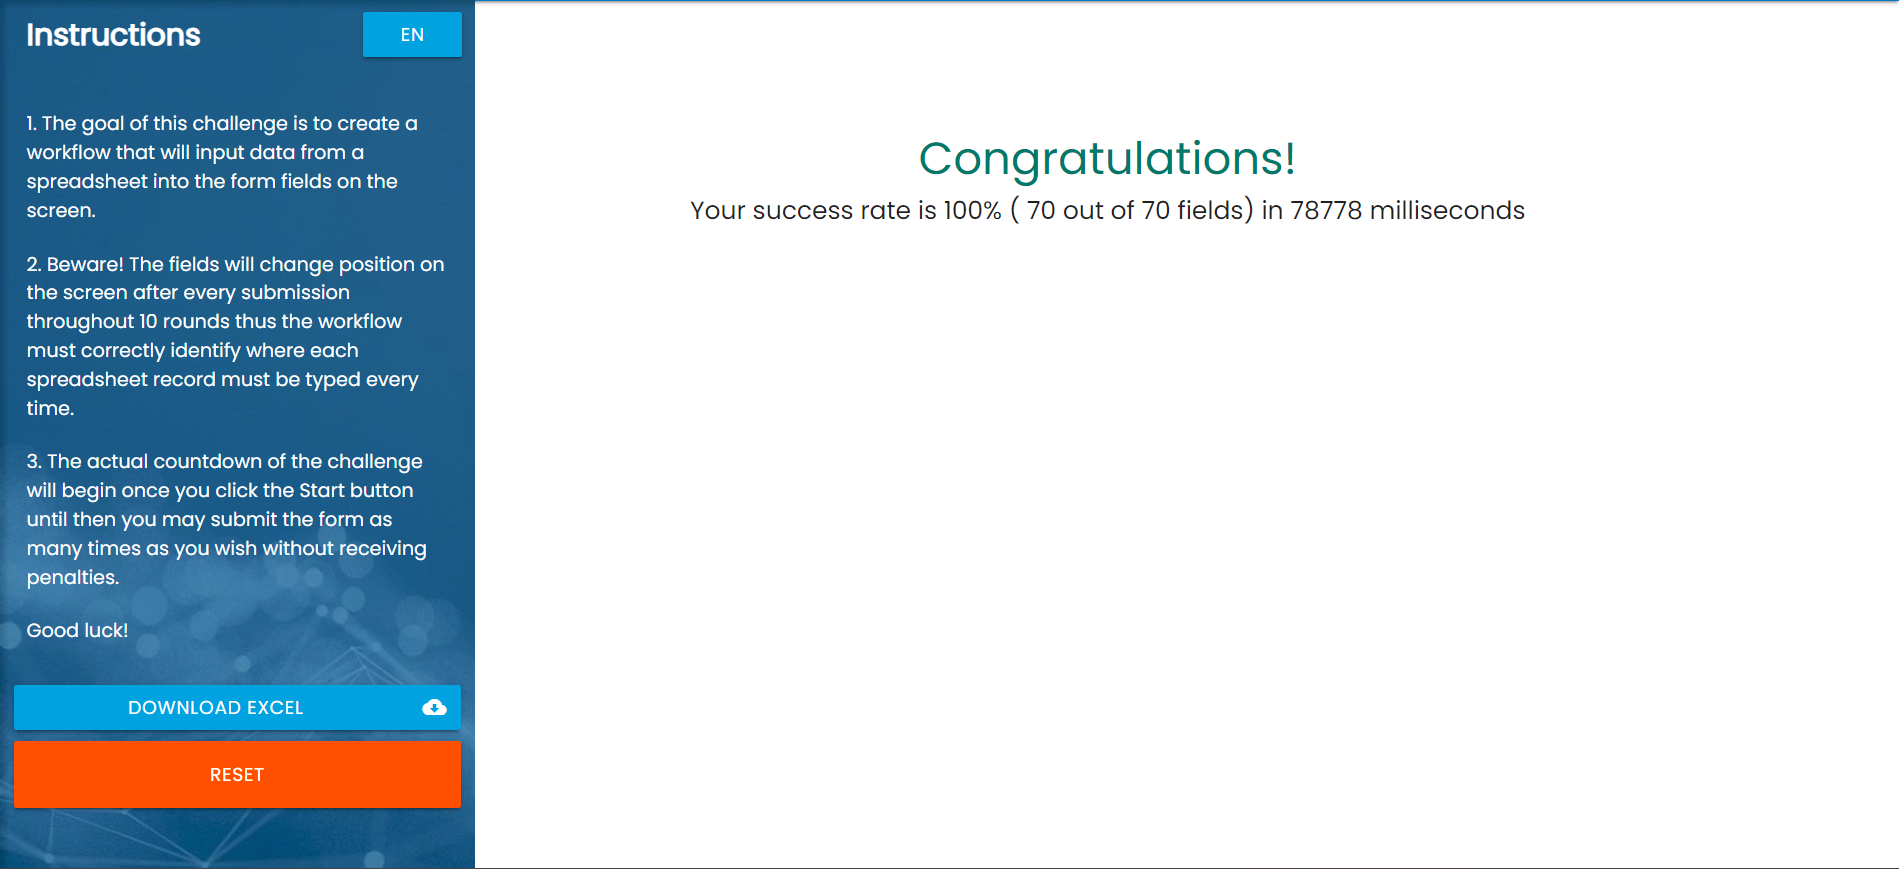 Instructions
EN
1. The goal of this challenge is to create a
workflow that will input data from a
spreadsheet into the form fields on the
screen.
2. Beware! The fields will change position on
the screen after every submission
throughout 10 rounds thus the workflow
must correctly identify where each
spreadsheet record must be typed every
time.
3. The actual countdown of the challenge
will begin once you click the Start button
until then you may submit the form as
many times as you wish without receiving
penalties.
Good luck!
DOWNLOAD EXCEL
RESET
Congratulations!
Your success rate is 100% ( 70 out of 70 fields) in 78778 milliseconds